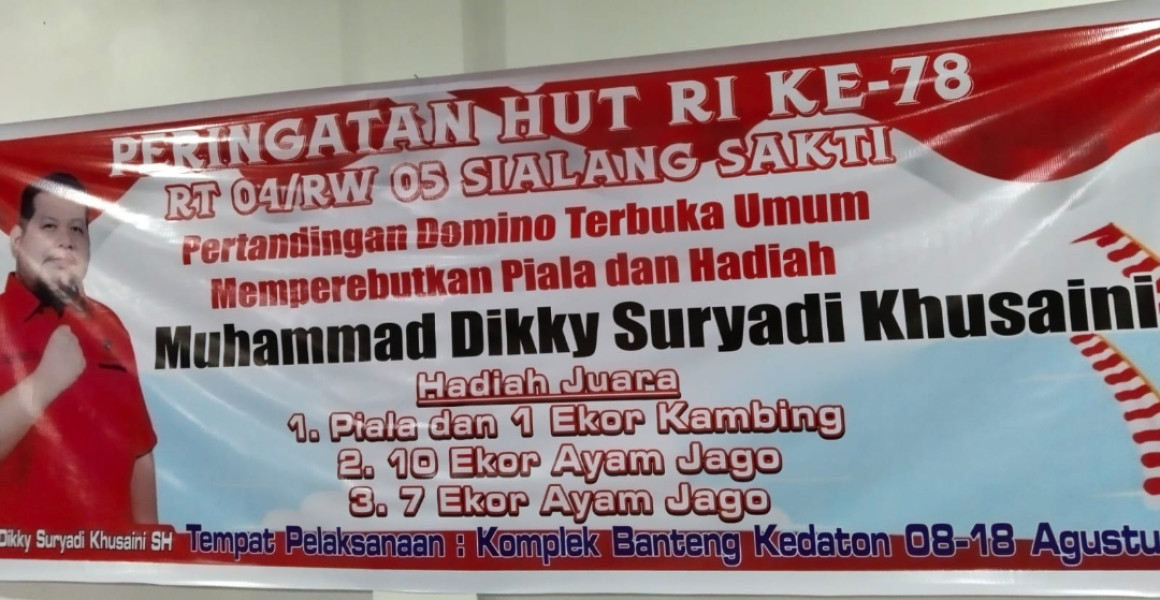 PERINGATAN HUT RI KE-78
RT 04/RW 05 SIALANG SAKTI
Pertandingan Domino Terbuka Umum
Memperebutkan Piala dan Hadiah
Muhammad Dikky Suryadi Khusaini
Hadiah Juara
1. Piala dan 1 Ekor Kambing
2. 10 Ekor Ayam Jago
3. 7 Ekor Ayam Jago
Dikky Suryadi Khusaini SH
Tempat Pelaksanaan : Komplek Banteng Kedaton 08-18 Agustu